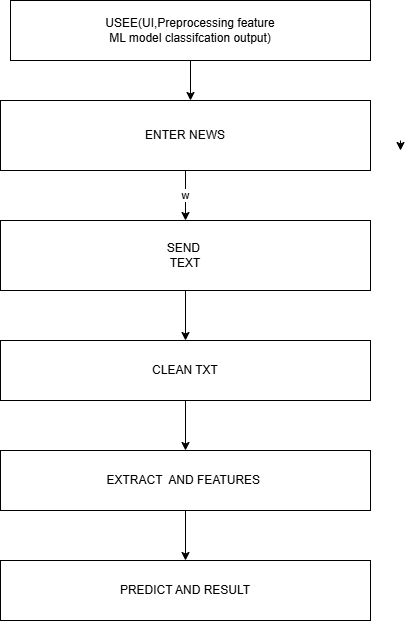 USEE(UI,Preprocessing feature
ML model classifcation output)
ENTER NEWS
w
SEND
TEXT
CLEAN TXT
EXTRACT AND FEATURES
PREDICT AND RESULT